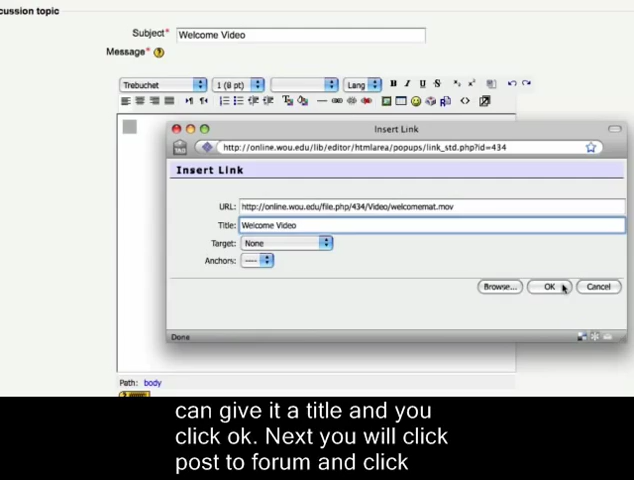 cussion topic
Subject* Welcome Video
Message*
Trebuchet 1 (8 pt) Lang B I U S
Insert Link
http://online.wou.edu/lib/editor/htmlarea/popups/link_std.php?id=434
Insert Link
URL: http://online.wou.edu/file.php/434/Video/welcomemat.mov
Title: Welcome Video
Target: None
Anchors: ----
Browse... OK Cancel
Done
Path: body
can give it a title and you
click ok. Next you will click
post to forum and click